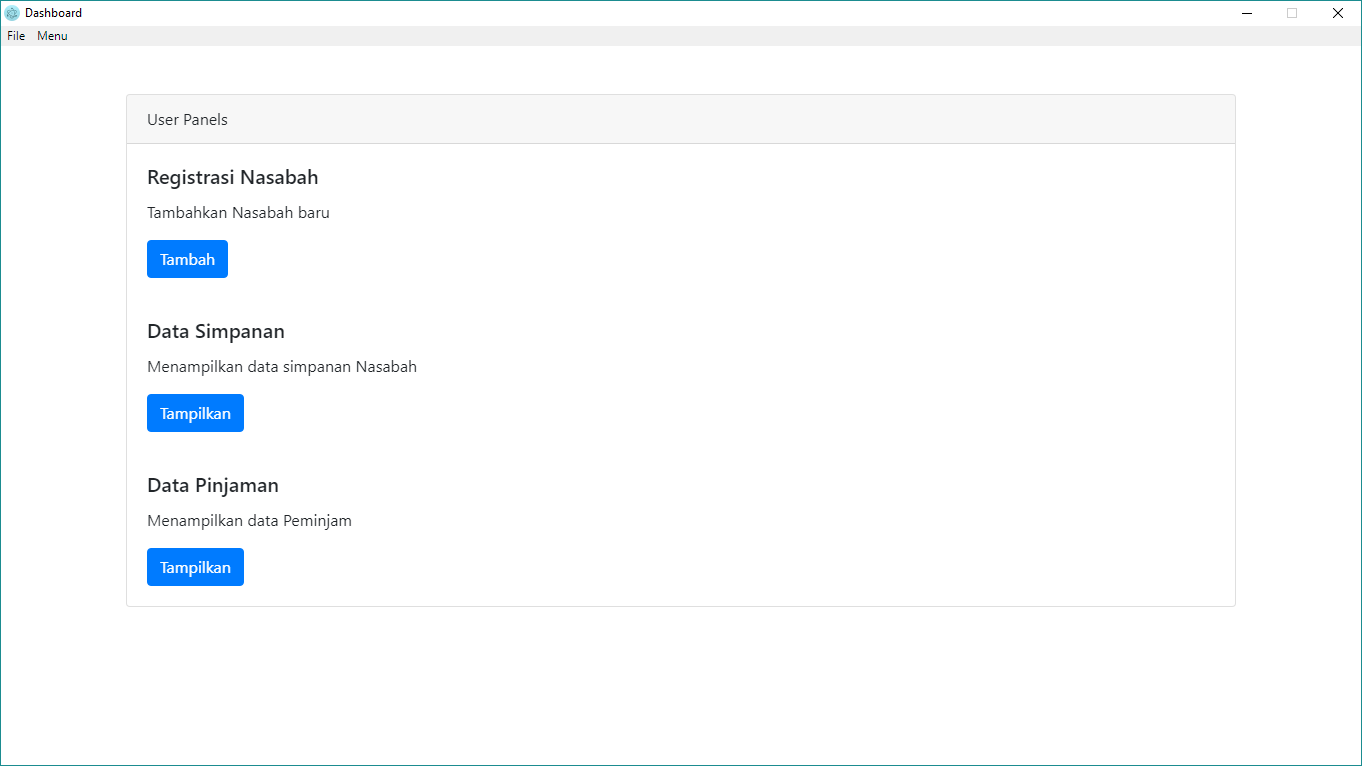 Dashboard
File Menu
User Panels
Registrasi Nasabah
Tambahkan Nasabah baru
Tambah
Data Simpanan
Menampilkan data simpanan Nasabah
Tampilkan
Data Pinjaman
Menampilkan data Peminjam
Tampilkan